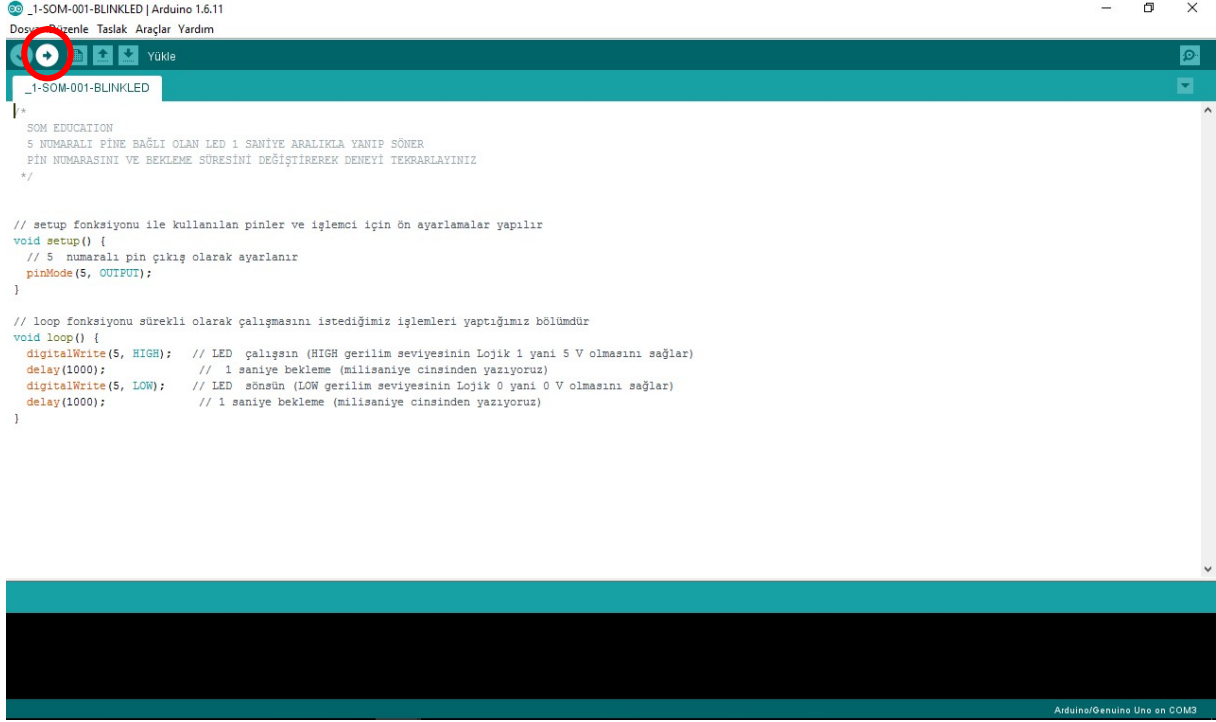 _1-SOM-001-BLINKLED | Arduino 1.6.11
Dosya Düzenle Taslak Araçlar Yardım
Yükle
_1-SOM-001-BLINKLED
/*
SOM EDUCATION
5 NUMARALI PİNE BAĞLI OLAN LED 1 SANİYE ARALIKLA YANIP SÖNER
PİN NUMARASINI VE BEKLEME SÜRESİNİ DEĞİŞTİREREK DENEYİ TEKRARLAYINIZ
*/
// setup fonksiyonu ile kullanılan pinler ve işlemci için ön ayarlamalar yapılır
void setup() {
// 5  numaralı pin çıkış olarak ayarlanır
pinMode(5, OUTPUT);
}
// loop fonksiyonu sürekli olarak çalışmasını istediğimiz işlemleri yaptığımız bölümdür
void loop() {
digitalWrite(5, HIGH);   // LED  çalışsın (HIGH gerilim seviyesinin Lojik 1 yani 5 V olmasını sağlar)
delay(1000);              //  1 saniye bekleme (milisaniye cinsinden yazıyoruz)
digitalWrite(5, LOW);    // LED  sönsün (LOW gerilim seviyesinin Lojik 0 yani 0 V olmasını sağlar)
delay(1000);              // 1 saniye bekleme (milisaniye cinsinden yazıyoruz)
}
Arduino/Genuino Uno on COM3